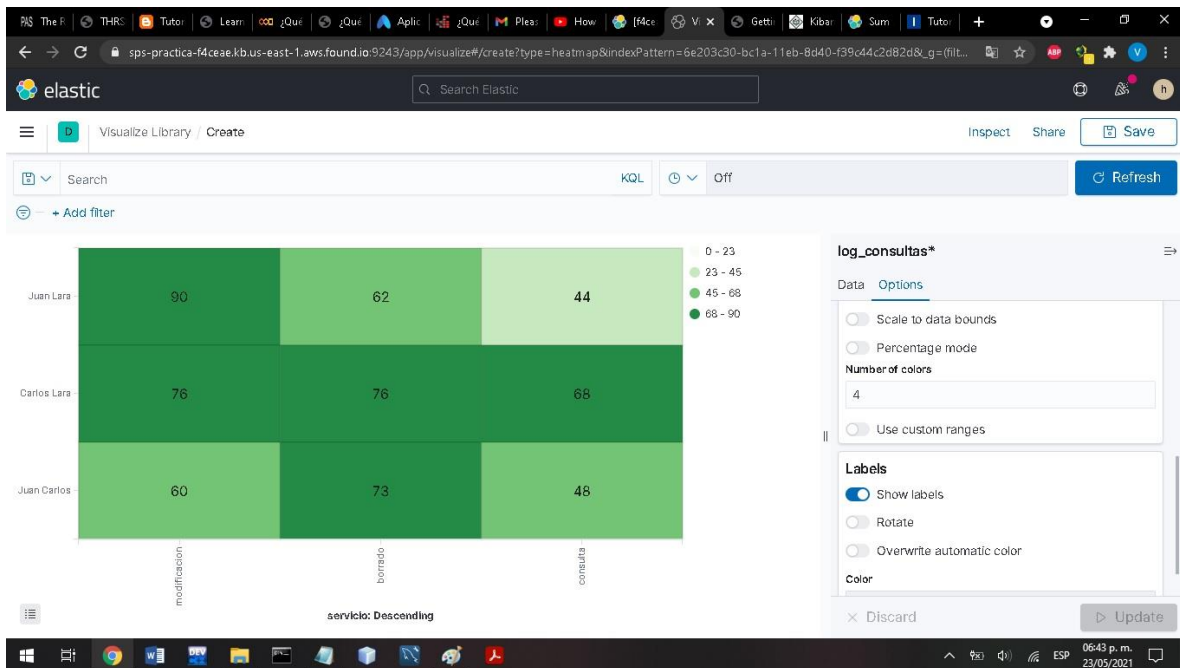 PAS The R
THRS
Tutor
Learn
¿Qué
¿Qué
Aplic
¿Qué
Pleas
How
[f4ce
Vi
Getti
Kibar
Sum
Tutor
sps-practica-f4ceae.kb.us-east-1.aws.found.io:9243/app/visualize#/create?type=heatmap&indexPattern=6e203c30-bc1a-11eb-8d40-f39c44c2d82d&_g=(filt...
ABP
V
elastic
Search Elastic
h
D
Visualize Library / Create
Inspect
Share
Save
Search
KQL
Off
Refresh
+ Add filter
Juan Lara
90
62
44
Carlos Lara
76
76
68
Juan Carlos
60
73
48
modificacion
borrado
consulta
servicio: Descending
0 - 23
23 - 45
45 - 68
68 - 90
log_consultas*
Data
Options
Scale to data bounds
Percentage mode
Number of colors
4
Use custom ranges
Labels
Show labels
Rotate
Overwrite automatic color
Color
Discard
Update
ESP
06:43 p. m.
23/05/2021